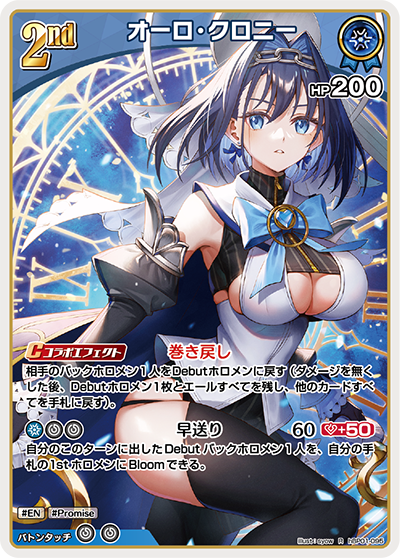 2nd
オーロ・クロニー
HP200
Cコラボエフェクト 巻き戻し
相手のバックホロメン1人をDebutホロメンに戻す（ダメージを無く
した後、Debutホロメン1枚とエールすべてを残し、他のカードすべ
てを手札に戻す）。
早送り 60 +50
自分のこのターンに出したDebutバックホロメン1人を、自分の手
札の1stホロメンにBloomできる。
#EN #Promise
バトンタッチ
illust: syow R hBP01-096